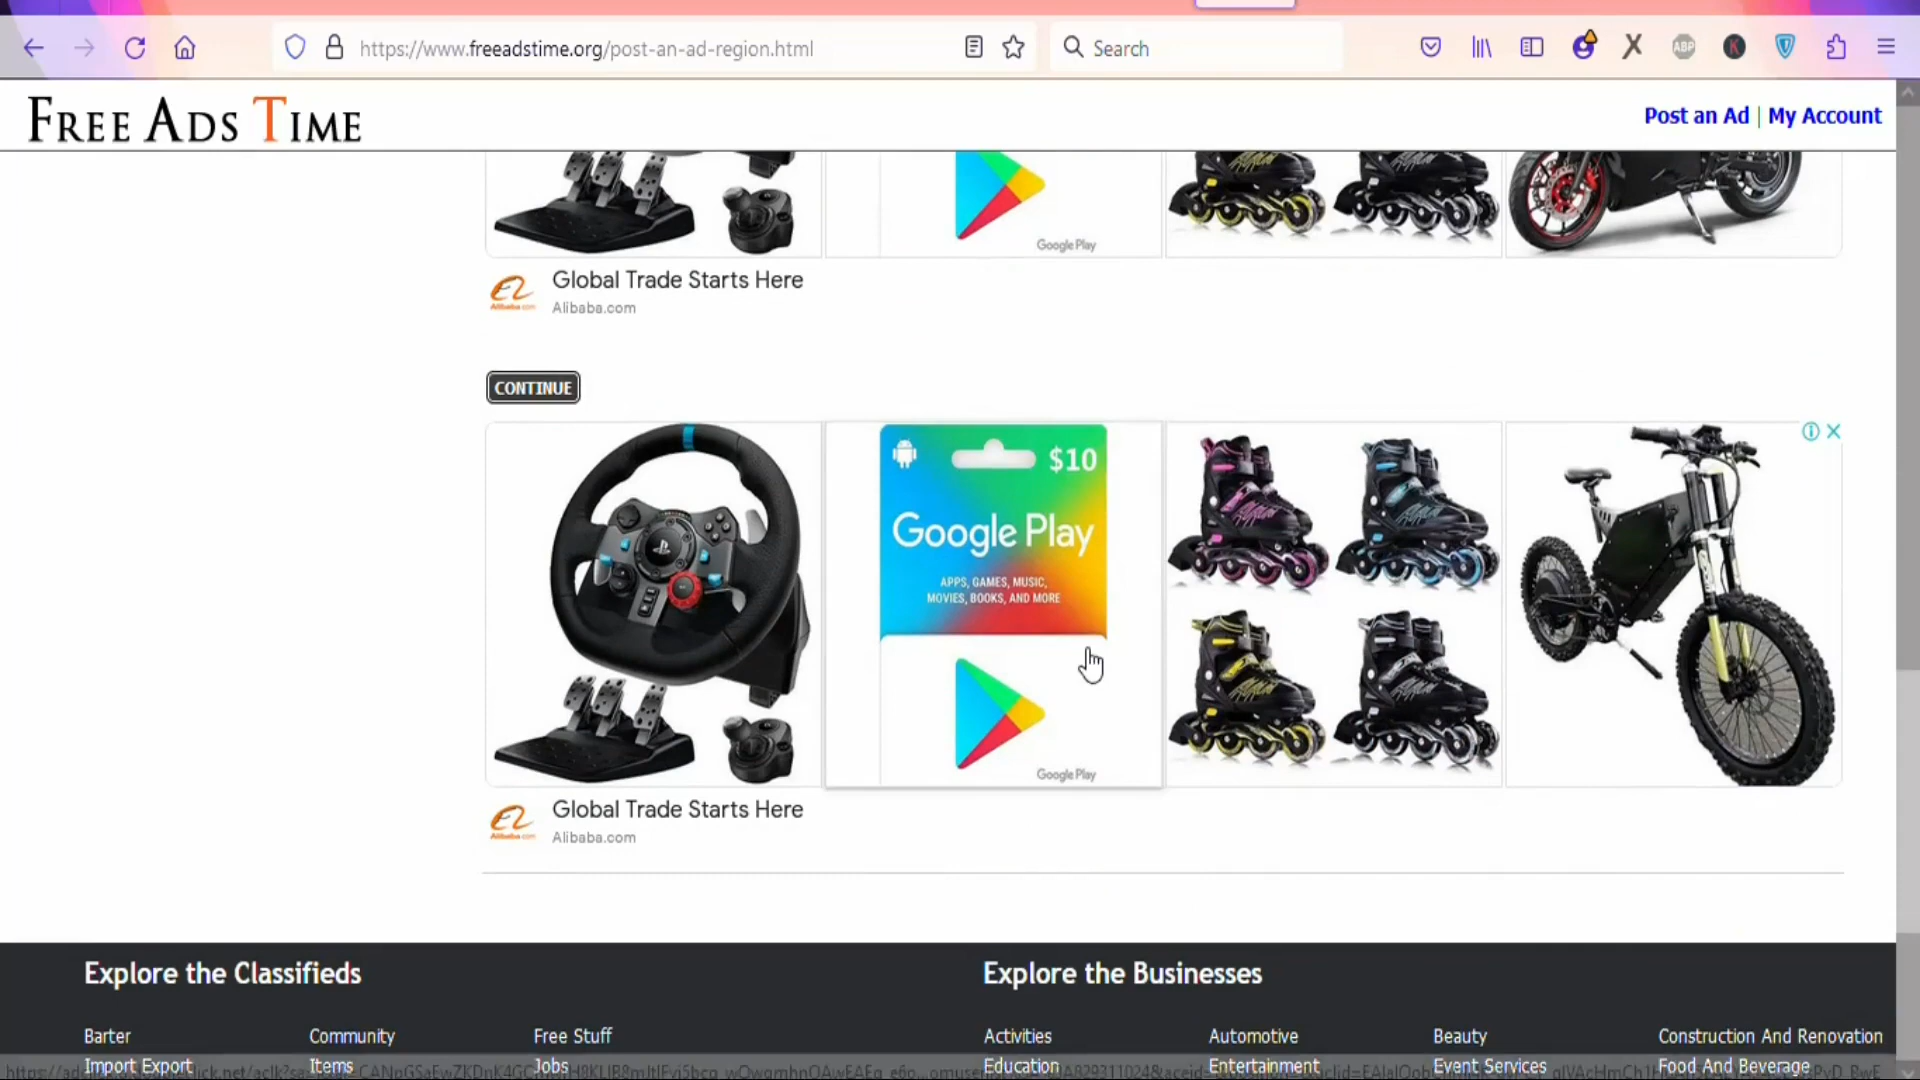 https://www.freeadstime.org/post-an-ad-region.html
Search
ABP
K
FREE ADS TIME
Post an Ad | My Account
Google Play
Global Trade Starts Here
Alibaba.com
CONTINUE
$10
Google Play
APPS, GAMES, MUSIC,
MOVIES, BOOKS, AND MORE
Google Play
Global Trade Starts Here
Alibaba.com
Explore the Classifieds
Explore the Businesses
Barter
Community
Free Stuff
Activities
Automotive
Beauty
Construction And Renovation
Import Export
Items
Jobs
Education
Entertainment
Event Services
Food And Beverage